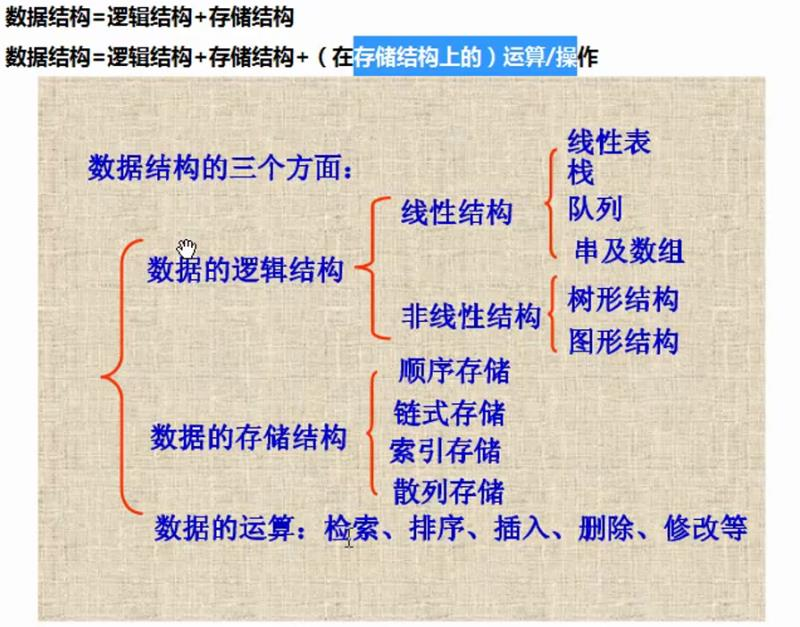 数据结构=逻辑结构+存储结构
数据结构=逻辑结构+存储结构+（在存储结构上的）运算/操作
数据结构的三个方面：
数据的逻辑结构
线性结构
线性表
栈
队列
串及数组
非线性结构
树形结构
图形结构
数据的存储结构
顺序存储
链式存储
索引存储
散列存储
数据的运算：检索、排序、插入、删除、修改等